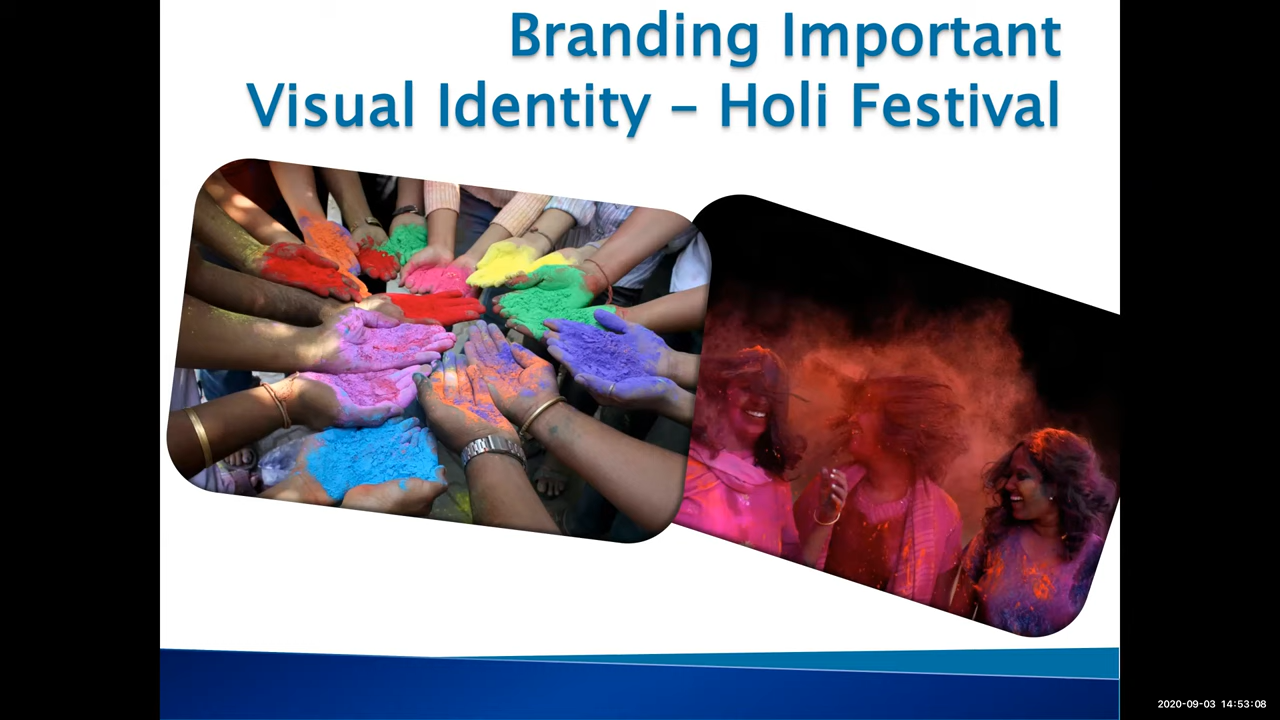 Branding Important
Visual Identity – Holi Festival
2020-09-03 14:53:08